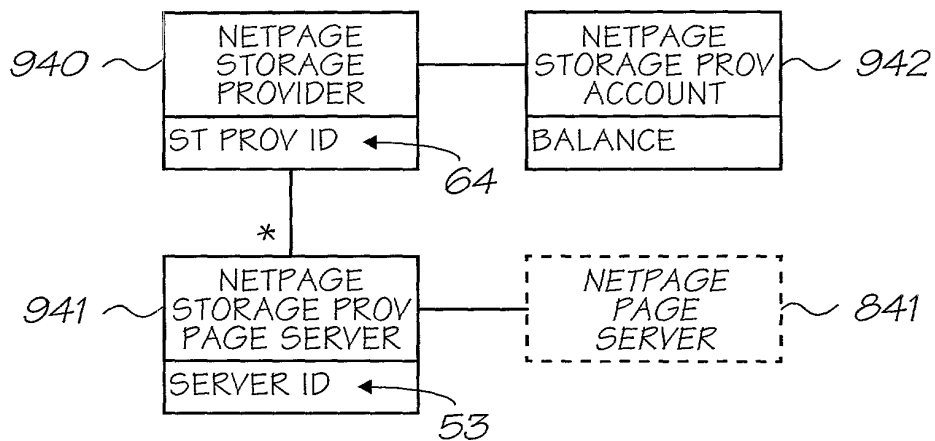 940
NETPAGE
STORAGE
PROVIDER
ST PROV ID
64
NETPAGE
STORAGE PROV
ACCOUNT
BALANCE
942
*
941
NETPAGE
STORAGE PROV
PAGE SERVER
SERVER ID
53
NETPAGE
PAGE
SERVER
841